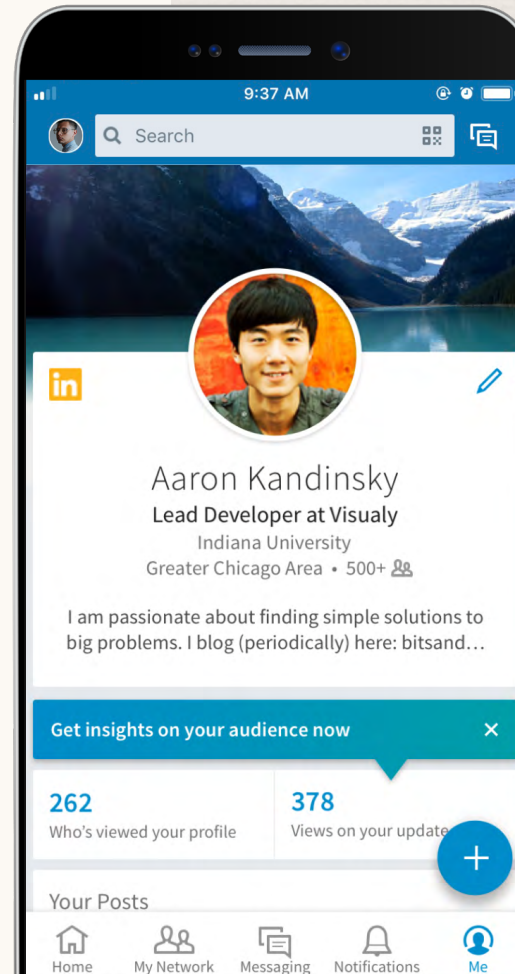 9:37 AM
Search
in
Aaron Kandinsky
Lead Developer at Visualy
Indiana University
Greater Chicago Area • 500+
I am passionate about finding simple solutions to
big problems. I blog (periodically) here: bitsand…
Get insights on your audience now
262
Who's viewed your profile
378
Views on your update
Your Posts
Home
My Network
Messaging
Notifications
Me